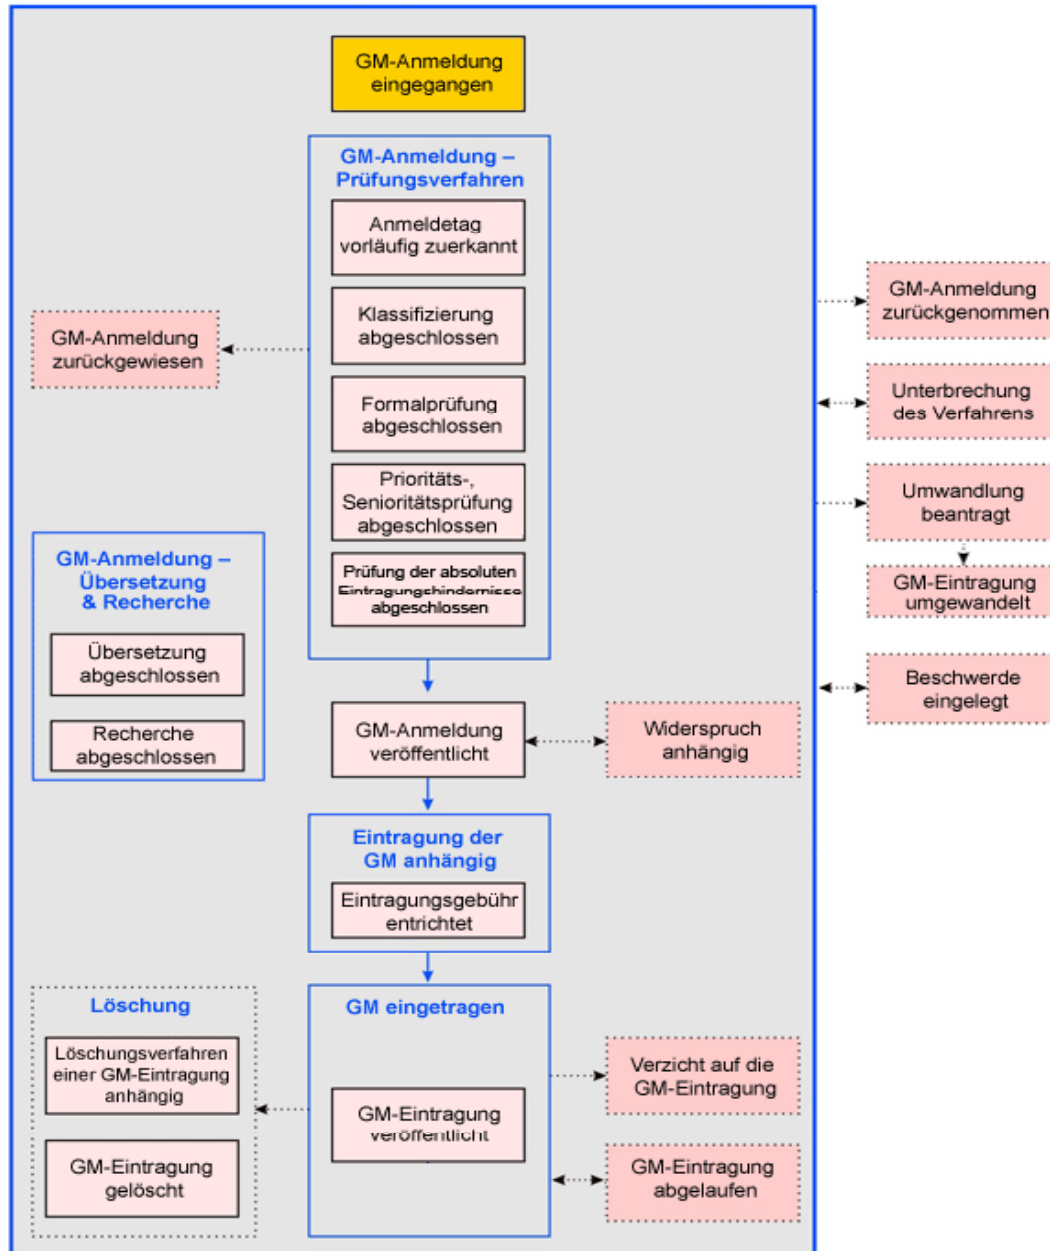 GM-Anmeldung
eingegangen
GM-Anmeldung –
Prüfungsverfahren
Anmeldetag
vorläufig zuerkannt
Klassifizierung
abgeschlossen
Formalprüfung
abgeschlossen
Prioritäts-,
Senioritätsprüfung
abgeschlossen
Prüfung der absoluten
Eintragungshindernisse
abgeschlossen
GM-Anmeldung
zurückgewiesen
GM-Anmeldung –
Übersetzung
& Recherche
Übersetzung
abgeschlossen
Recherche
abgeschlossen
GM-Anmeldung
veröffentlicht
Widerspruch
anhängig
Eintragung der
GM anhängig
Eintragungsgebühr
entrichtet
Löschung
Löschungsverfahren
einer GM-Eintragung
anhängig
GM-Eintragung
gelöscht
GM eingetragen
GM-Eintragung
veröffentlicht
Verzicht auf die
GM-Eintragung
GM-Eintragung
abgelaufen
GM-Anmeldung
zurückgenommen
Unterbrechung
des Verfahrens
Umwandlung
beantragt
GM-Eintragung
umgewandelt
Beschwerde
eingelegt